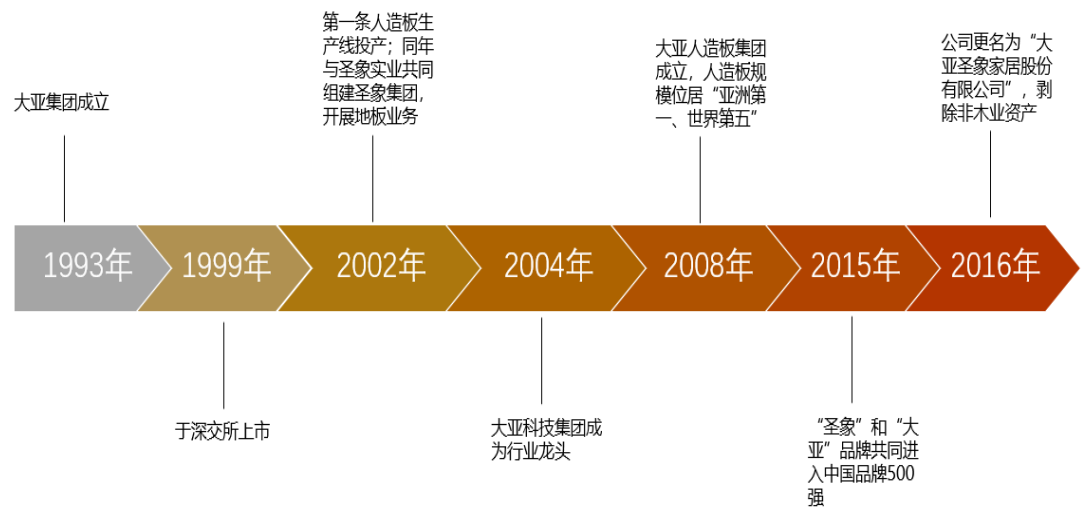 第一条人造板生
产线投产；同年
与圣象实业共同
组建圣象集团，
开展地板业务
大亚人造板集团
成立，人造板规
模位居“亚洲第
一、世界第五”
公司更名为“大
亚圣象家居股份
有限公司”，剥
除非木业资产
大亚集团成立
1993年
1999年
2002年
2004年
2008年
2015年
2016年
于深交所上市
大亚科技集团成
为行业龙头
“圣象”和“大
亚”品牌共同进
入中国品牌500
强